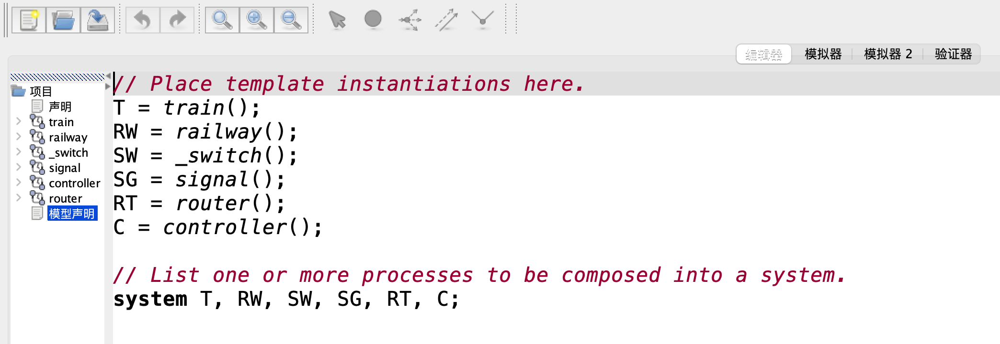 编辑器 模拟器 模拟器 2 验证器
项目
声明
train
railway
_switch
signal
controller
router
模型声明
// Place template instantiations here.
T = train();
RW = railway();
SW = _switch();
SG = signal();
RT = router();
C = controller();
// List one or more processes to be composed into a system.
system T, RW, SW, SG, RT, C;